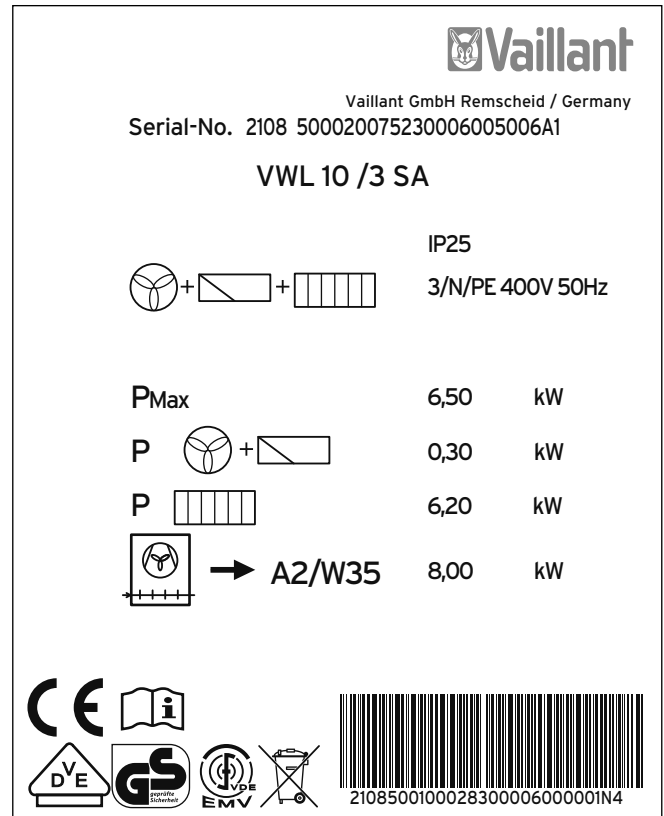 Vaillant
Vaillant GmbH Remscheid / Germany
Serial-No. 2108 500020075230006005006A1
VWL 10 /3 SA
IP25
3/N/PE 400V 50Hz
+ +
PMax 6,50 kW
P + 0,30 kW
P 6,20 kW
A2/W35 8,00 kW
CE i
DVE GS geprüfte Sicherheit VDE EMV
21085001000283000006000001N4